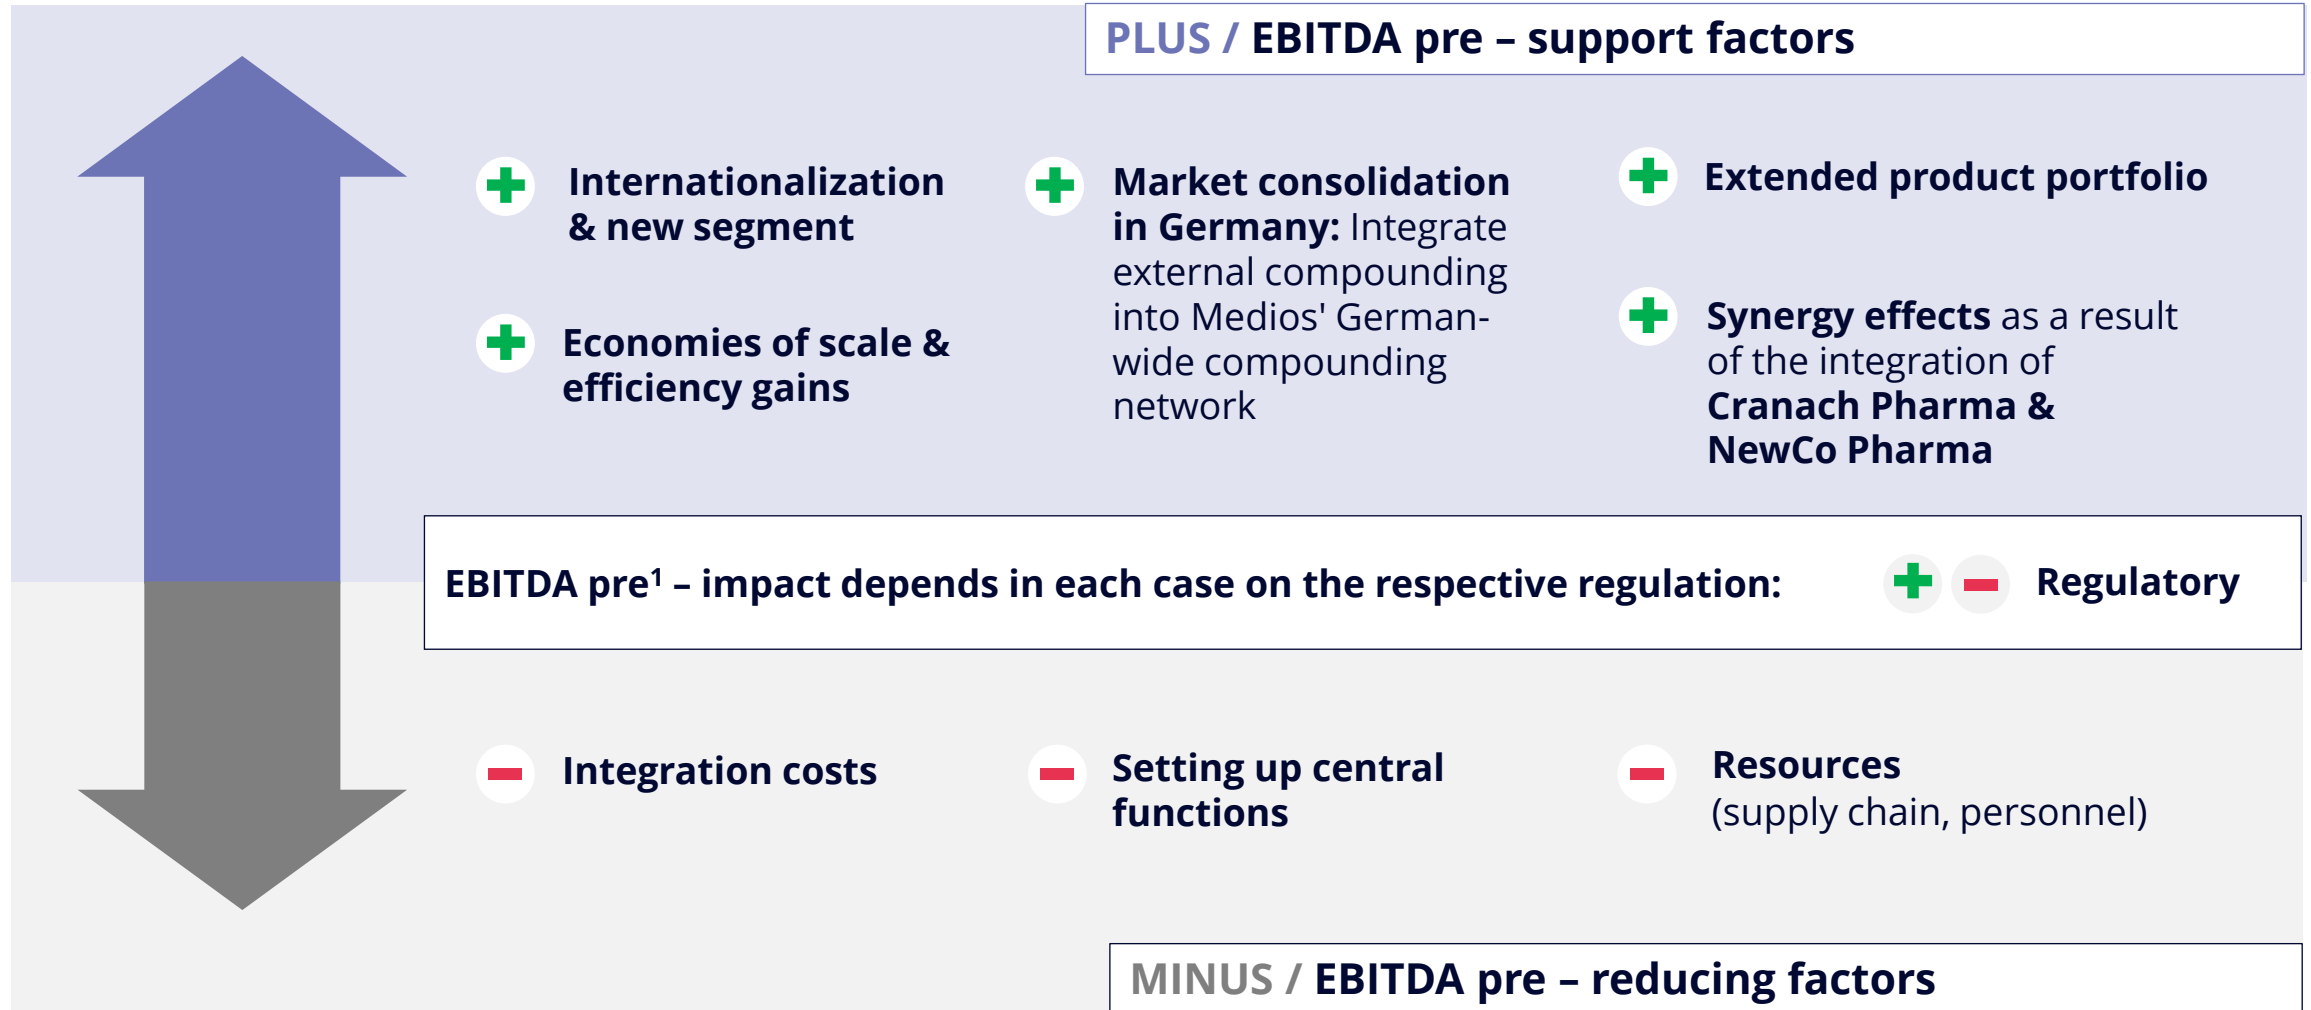 PLUS / EBITDA pre – support factors
Internationalization
& new segment
Economies of scale &
efficiency gains
Market consolidation
in Germany: Integrate
external compounding
into Medios' German-
wide compounding
network
Extended product portfolio
Synergy effects as a result
of the integration of
Cranach Pharma &
NewCo Pharma
EBITDA pre¹ – impact depends in each case on the respective regulation:
Regulatory
Integration costs
Setting up central
functions
Resources
(supply chain, personnel)
MINUS / EBITDA pre – reducing factors